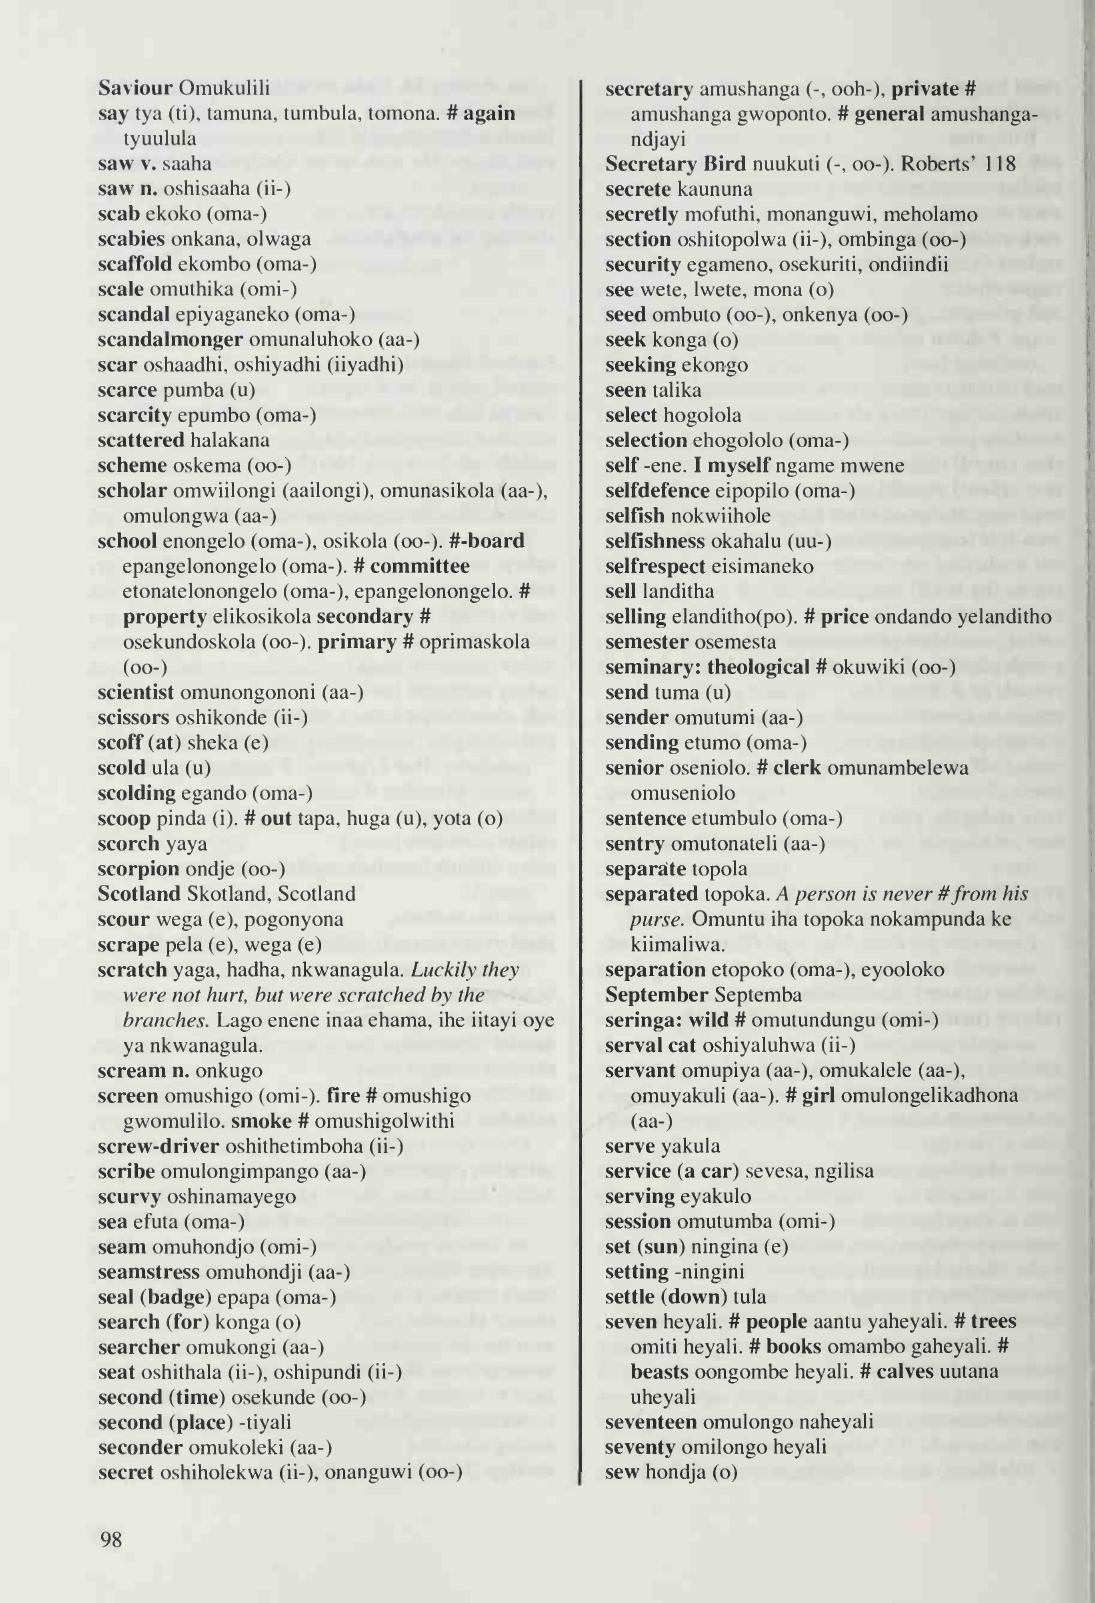 Saviour Omukulili
say tya (ti), tamuna, tumbula, tomona. # again
tyuulula
saw v. saaha
saw n. oshisaaha (ii-)
scab ekoko (oma-)
scabies onkana, olwaga
scaffold ekombo (oma-)
scale omuthika (omi-)
scandal epiyaganeko (oma-)
scandalmonger omunaluhoko (aa-)
scar oshaadhi, oshiyadhi (iiyadhi)
scarce pumba (u)
scarcity epumbo (oma-)
scattered halakana
scheme oskema (oo-)
scholar omwiilongi (aailongi), omunasikola (aa-),
omulongwa (aa-)
school enongelo (oma-), osikola (oo-). #-board
epangelonongelo (oma-). # committee
etonatelonongelo (oma-), epangelonongelo. #
property elikosikola secondary #
osekundoskola (oo-). primary # oprimaskola
(oo-)
scientist omunongononi (aa-)
scissors oshikonde (ii-)
scoff (at) sheka (e)
scold ula (u)
scolding egando (oma-)
scoop pinda (i). # out tapa, huga (u), yota (o)
scorch yaya
scorpion ondje (oo-)
Scotland Skotland, Scotland
scour wega (e), pogonyona
scrape pela (e), wega (e)
scratch yaga, hadha, nkwanagula. Luckily they
were not hurt, but were scratched by the
branches. Lago enene inaa ehama, ihe iitayi oye
ya nkwanagula.
scream n. onkugo
screen omushigo (omi-). fire # omushigo
gwomulilo. smoke # omushigolwithi
screw-driver oshithetimboha (ii-)
scribe omulongimpango (aa-)
scurvy oshinamayego
sea efuta (oma-)
seam omuhondjo (omi-)
seamstress omuhondji (aa-)
seal (badge) epapa (oma-)
search (for) konga (o)
searcher omukongi (aa-)
seat oshithala (ii-), oshipundi (ii-)
second (time) osekunde (oo-)
second (place) -tiyali
seconder omukoleki (aa-)
secret oshiholekwa (ii-), onanguwi (oo-)
secretary amushanga (-, ooh-), private #
amushanga gwoponto. # general amushanga-
ndjayi
Secretary Bird nuukuti (-, oo-). Roberts' 118
secrete kaununa
secretly mofuthi, monanguwi, meholamo
section oshitopolwa (ii-), ombinga (oo-)
security egameno, osekuriti, ondiindii
see wete, lwete, mona (o)
seed ombuto (oo-), onkenya (oo-)
seek konga (o)
seeking ekongo
seen talika
select hogolola
selection ehogololo (oma-)
self -ene. I myself ngame mwene
selfdefence eipopilo (oma-)
selfish nokwiihole
selfishness okahalu (uu-)
selfrespect eisimaneko
sell landitha
selling elanditho(po). # price ondando yelanditho
semester osemesta
seminary: theological # okuwiki (oo-)
send tuma (u)
sender omutumi (aa-)
sending etumo (oma-)
senior oseniolo. # clerk omunambelewa
omuseniolo
sentence etumbulo (oma-)
sentry omutonateli (aa-)
separate topola
separated topoka. A person is never # from his
purse. Omuntu iha topoka nokampunda ke
kiimaliwa.
separation etopoko (oma-), eyooloko
September Septemba
seringa: wild # omutundungu (omi-)
serval cat oshiyaluhwa (ii-)
servant omupiya (aa-), omukalele (aa-),
omuyakuli (aa-). # girl omulongelikadhona
(aa-)
serve yakula
service (a car) sevesa, ngilisa
serving eyakulo
session omutumba (omi-)
set (sun) ningina (e)
setting -ningini
settle (down) tula
seven heyali. # people aantu yaheyali. # trees
omiti heyali. # books omambo gaheyali. #
beasts oongombe heyali. # calves uutana
uheyali
seventeen omulongo naheyali
seventy omilongo heyali
sew hondja (o)
98